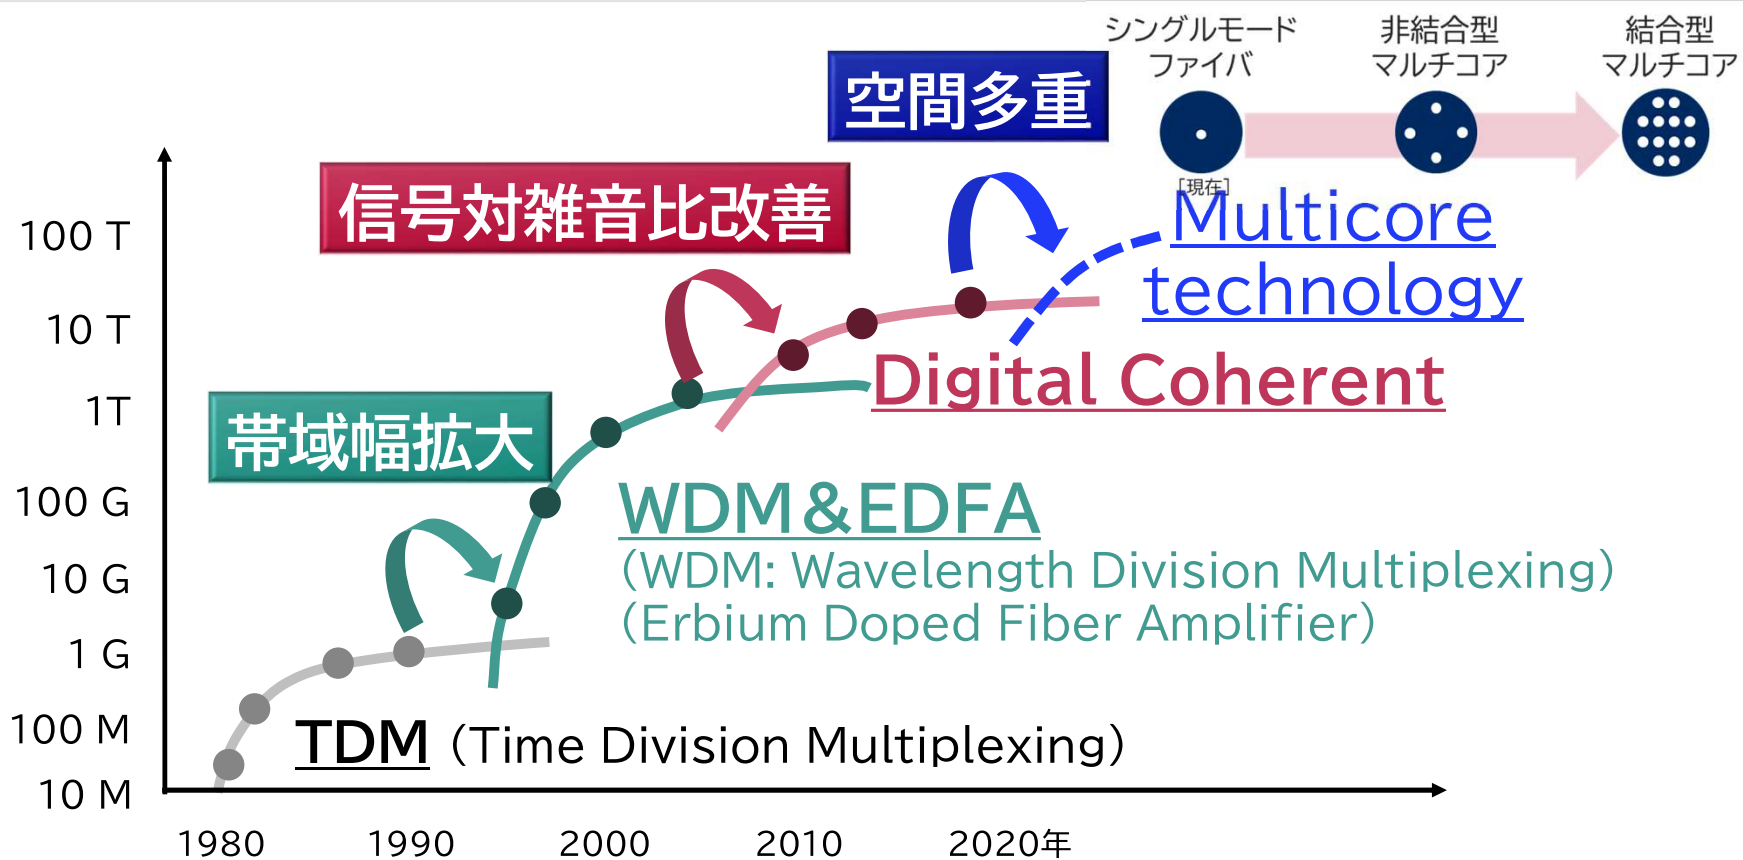 シングルモード
ファイバ
非結合型
マルチコア
結合型
マルチコア
[現在]
空間多重
信号対雑音比改善
帯域幅拡大
Multicore
technology
Digital Coherent
WDM&EDFA
(WDM: Wavelength Division Multiplexing)
(Erbium Doped Fiber Amplifier)
TDM (Time Division Multiplexing)
100 T
10 T
1T
100 G
10 G
1 G
100 M
10 M
1980 1990 2000 2010 2020年